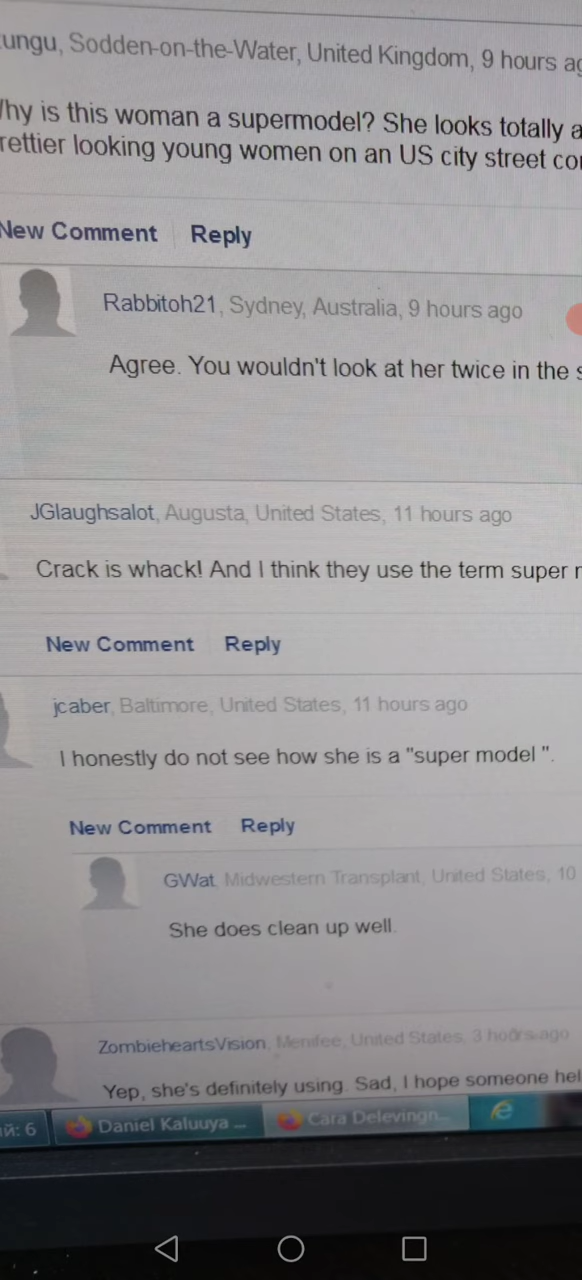 ungu, Sodden-on-the-Water, United Kingdom, 9 hours ag
hy is this woman a supermodel? She looks totally a
rettier looking young women on an US city street co
New Comment Reply
Rabbitoh21, Sydney, Australia, 9 hours ago
Agree. You wouldn't look at her twice in the s
JGlaughsalot, Augusta, United States, 11 hours ago
Crack is whack! And I think they use the term super
New Comment Reply
jcaber, Baltimore, United States, 11 hours ago
I honestly do not see how she is a "super model ".
New Comment Reply
GWat, Midwestern Transplant, United States, 10
She does clean up well.
ZombieheartsVision, Menifee, United States, 3 hours ago
Yep, she's definitely using. Sad, I hope someone hel
ий: 6 Daniel Kaluuya ... Cara Delevingn...